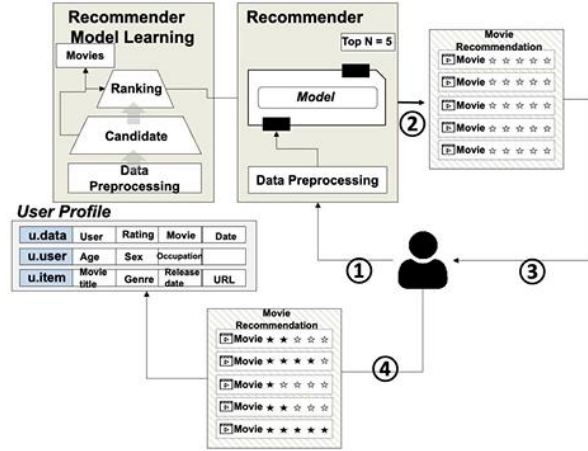 Recommender
Model Learning
Movies
Ranking
Candidate
Data
Preprocessing
Recommender
Top N = 5
Model
Data Preprocessing
Movie
Recommendation
Movie ☆ ☆ ☆ ☆ ☆
Movie ☆ ☆ ☆ ☆ ☆
Movie ☆ ☆ ☆ ☆ ☆
Movie ☆ ☆ ☆ ☆ ☆
Movie ☆ ☆ ☆ ☆ ☆
②
User Profile
u.data User Rating Movie Date
u.user Age Sex Occupation
u.item Movie title Genre Release date URL
①
③
Movie
Recommendation
Movie ★ ★ ☆ ☆ ☆
Movie ★ ★ ★ ★ ☆
Movie ★ ☆ ☆ ☆ ☆
Movie ★ ★ ☆ ☆ ☆
Movie ★ ★ ★ ★ ★
④